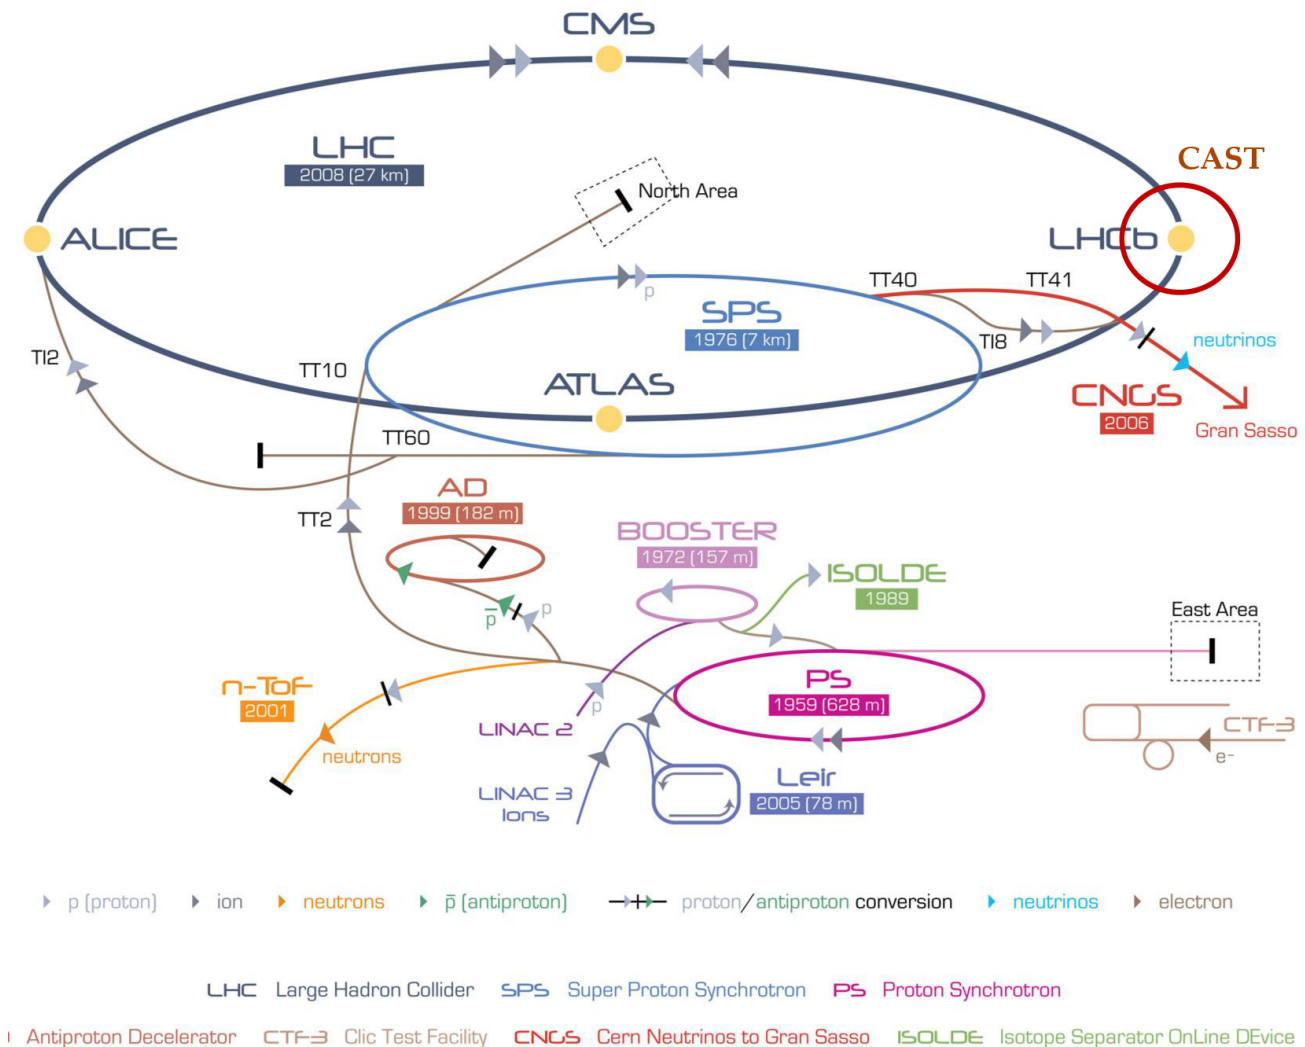 CMS
LHC
2008 (27 km)
CAST
North Area
ALICE
LHCb
TT40
TT41
p
SPS
1976 (7 km)
TI8
neutrinos
TI2
TT10
ATLAS
CNGS
2006
Gran Sasso
TT60
AD
1999 (182 m)
TT2
BOOSTER
1972 (157 m)
ISOLDE
1989
p̄
p
East Area
n-ToF
2001
PS
1959 (628 m)
p
LINAC 2
neutrons
CTF-3
e⁻
LINAC 3
Ions
Leir
2005 (78 m)
p (proton) ion neutrons p̄ (antiproton) proton/antiproton conversion neutrinos electron
LHC Large Hadron Collider SPS Super Proton Synchrotron PS Proton Synchrotron
Antiproton Decelerator CTF-3 Clic Test Facility CNGS Cern Neutrinos to Gran Sasso ISOLDE Isotope Separator OnLine DEvice